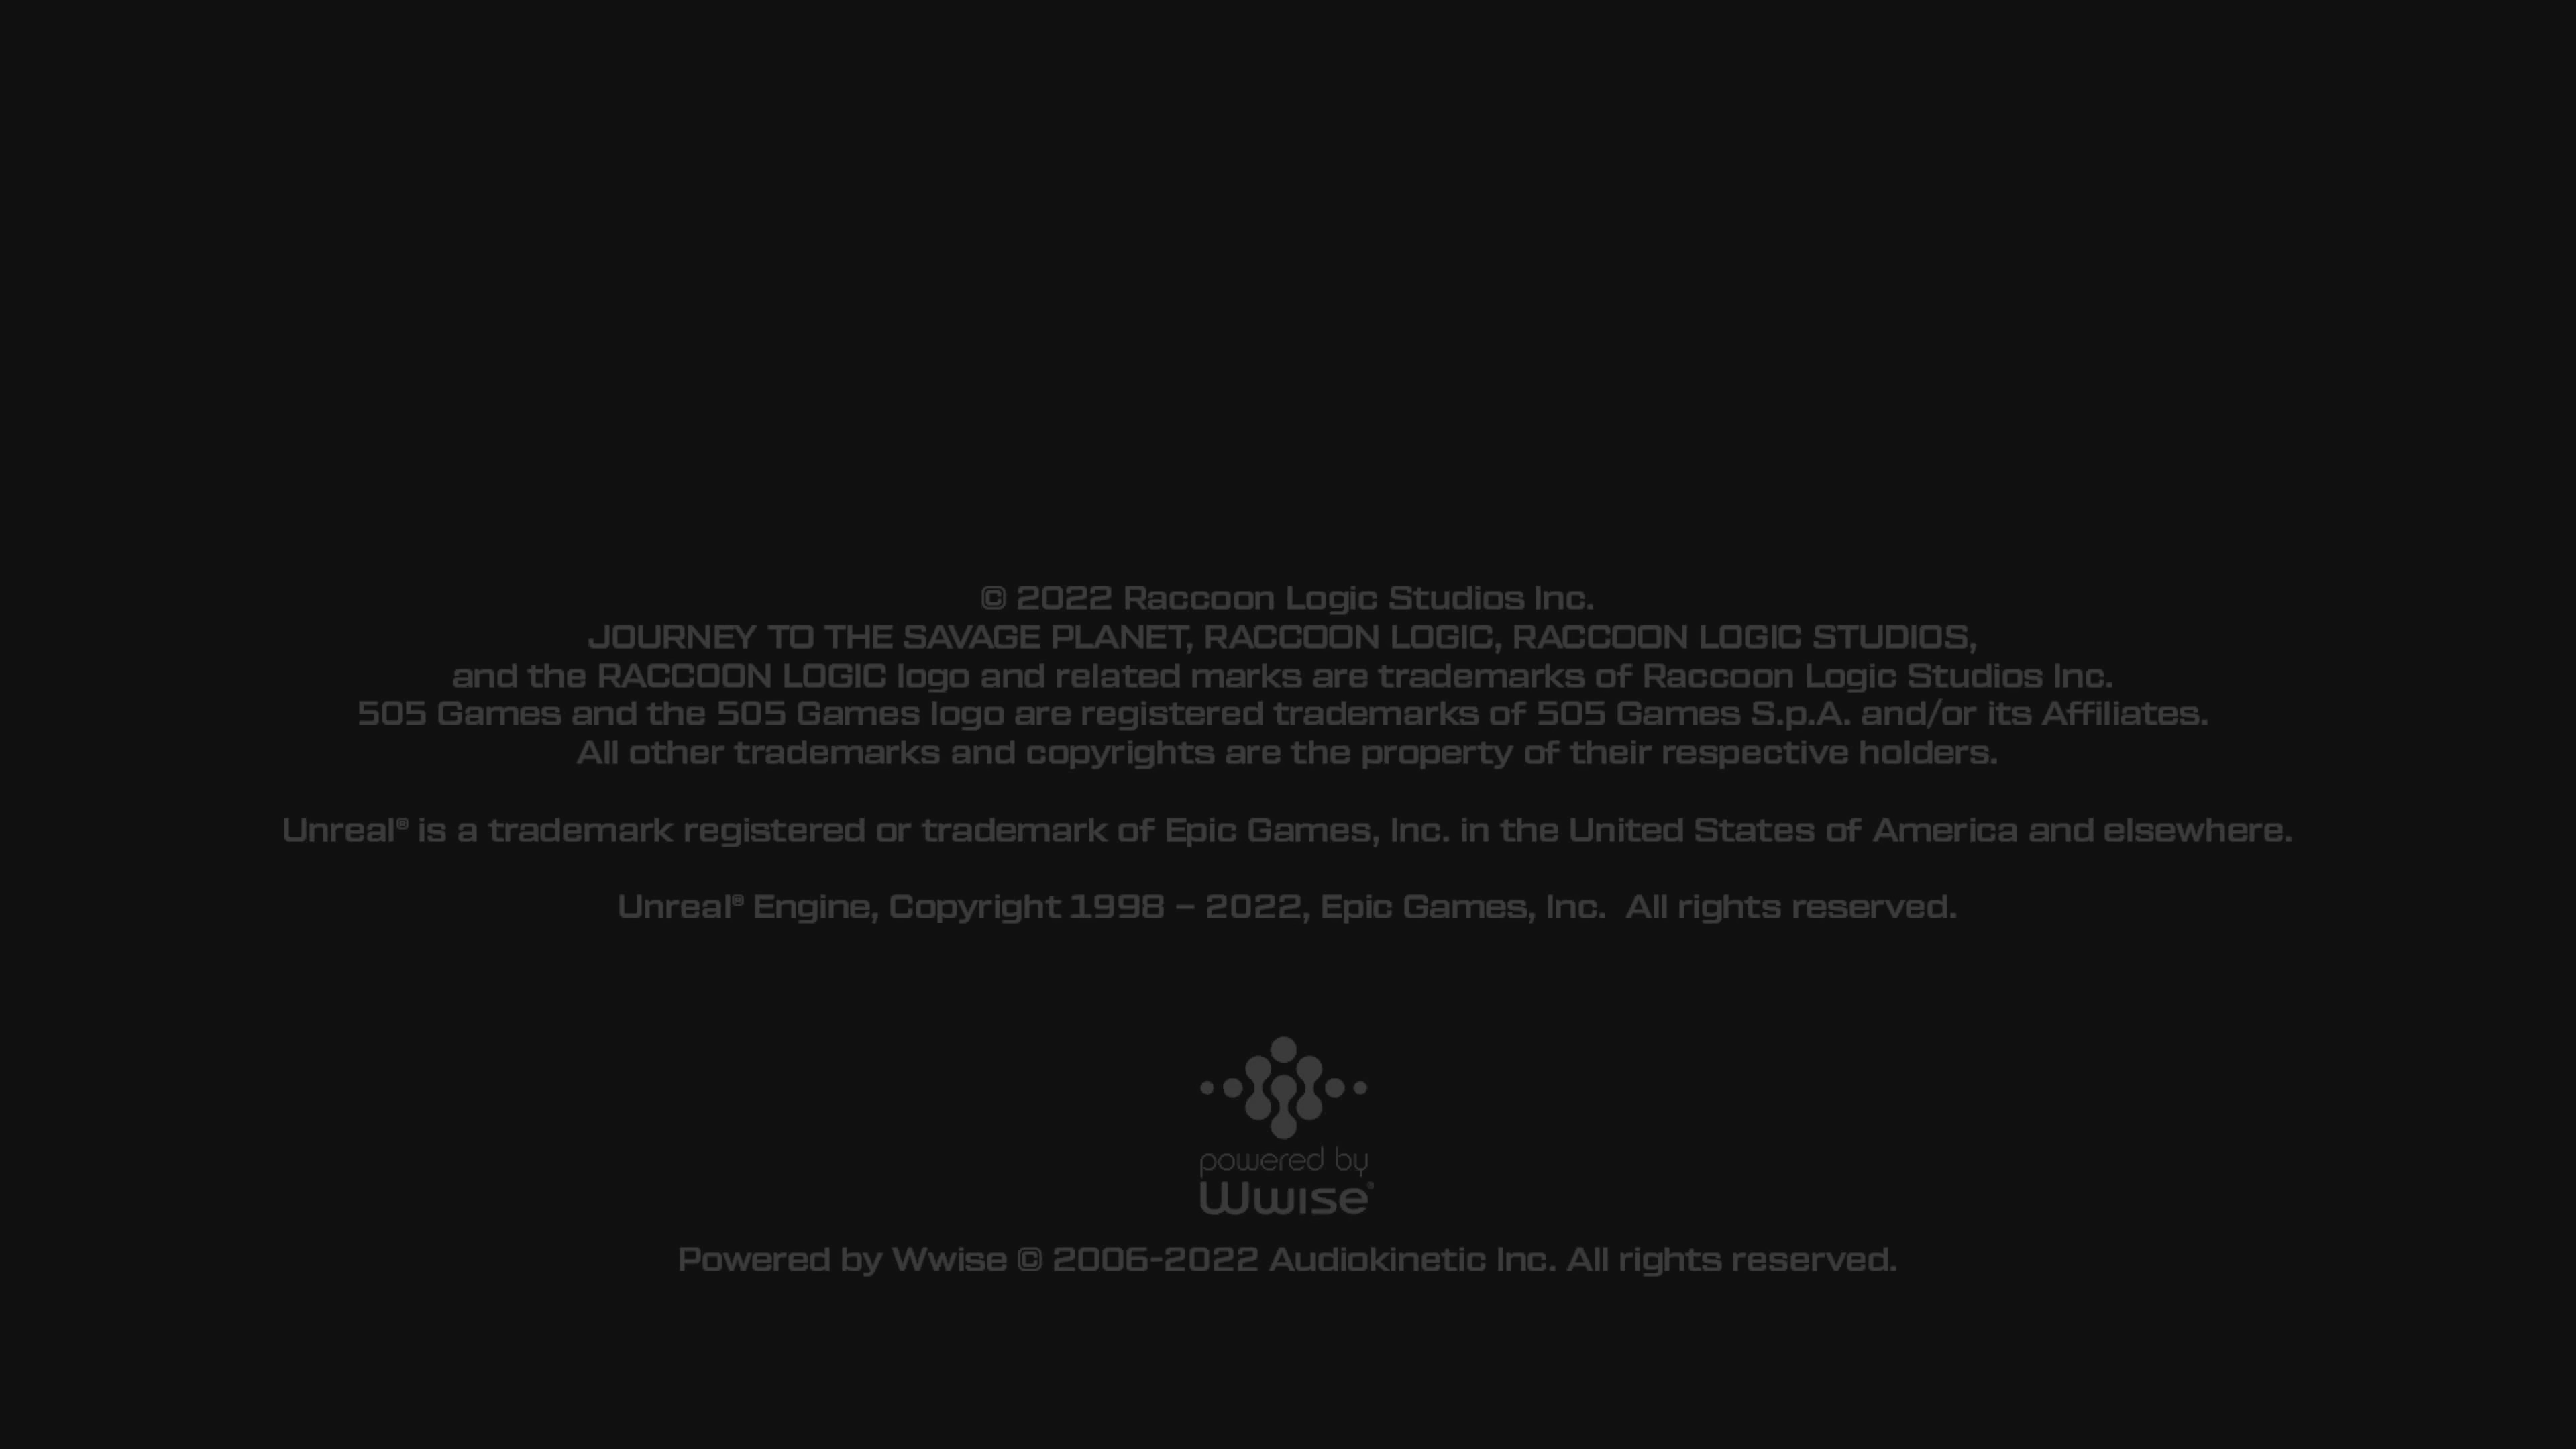 © 2022 Raccoon Logic Studios Inc.
JOURNEY TO THE SAVAGE PLANET, RACCOON LOGIC, RACCOON LOGIC STUDIOS,
and the RACCOON LOGIC logo and related marks are trademarks of Raccoon Logic Studios Inc.
505 Games and the 505 Games logo are registered trademarks of 505 Games S.p.A. and/or its Affiliates.
All other trademarks and copyrights are the property of their respective holders.
Unreal® is a trademark registered or trademark of Epic Games, Inc. in the United States of America and elsewhere.
Unreal® Engine, Copyright 1998 – 2022, Epic Games, Inc.  All rights reserved.
powered by
Wwise®
Powered by Wwise © 2006-2022 Audiokinetic Inc. All rights reserved.